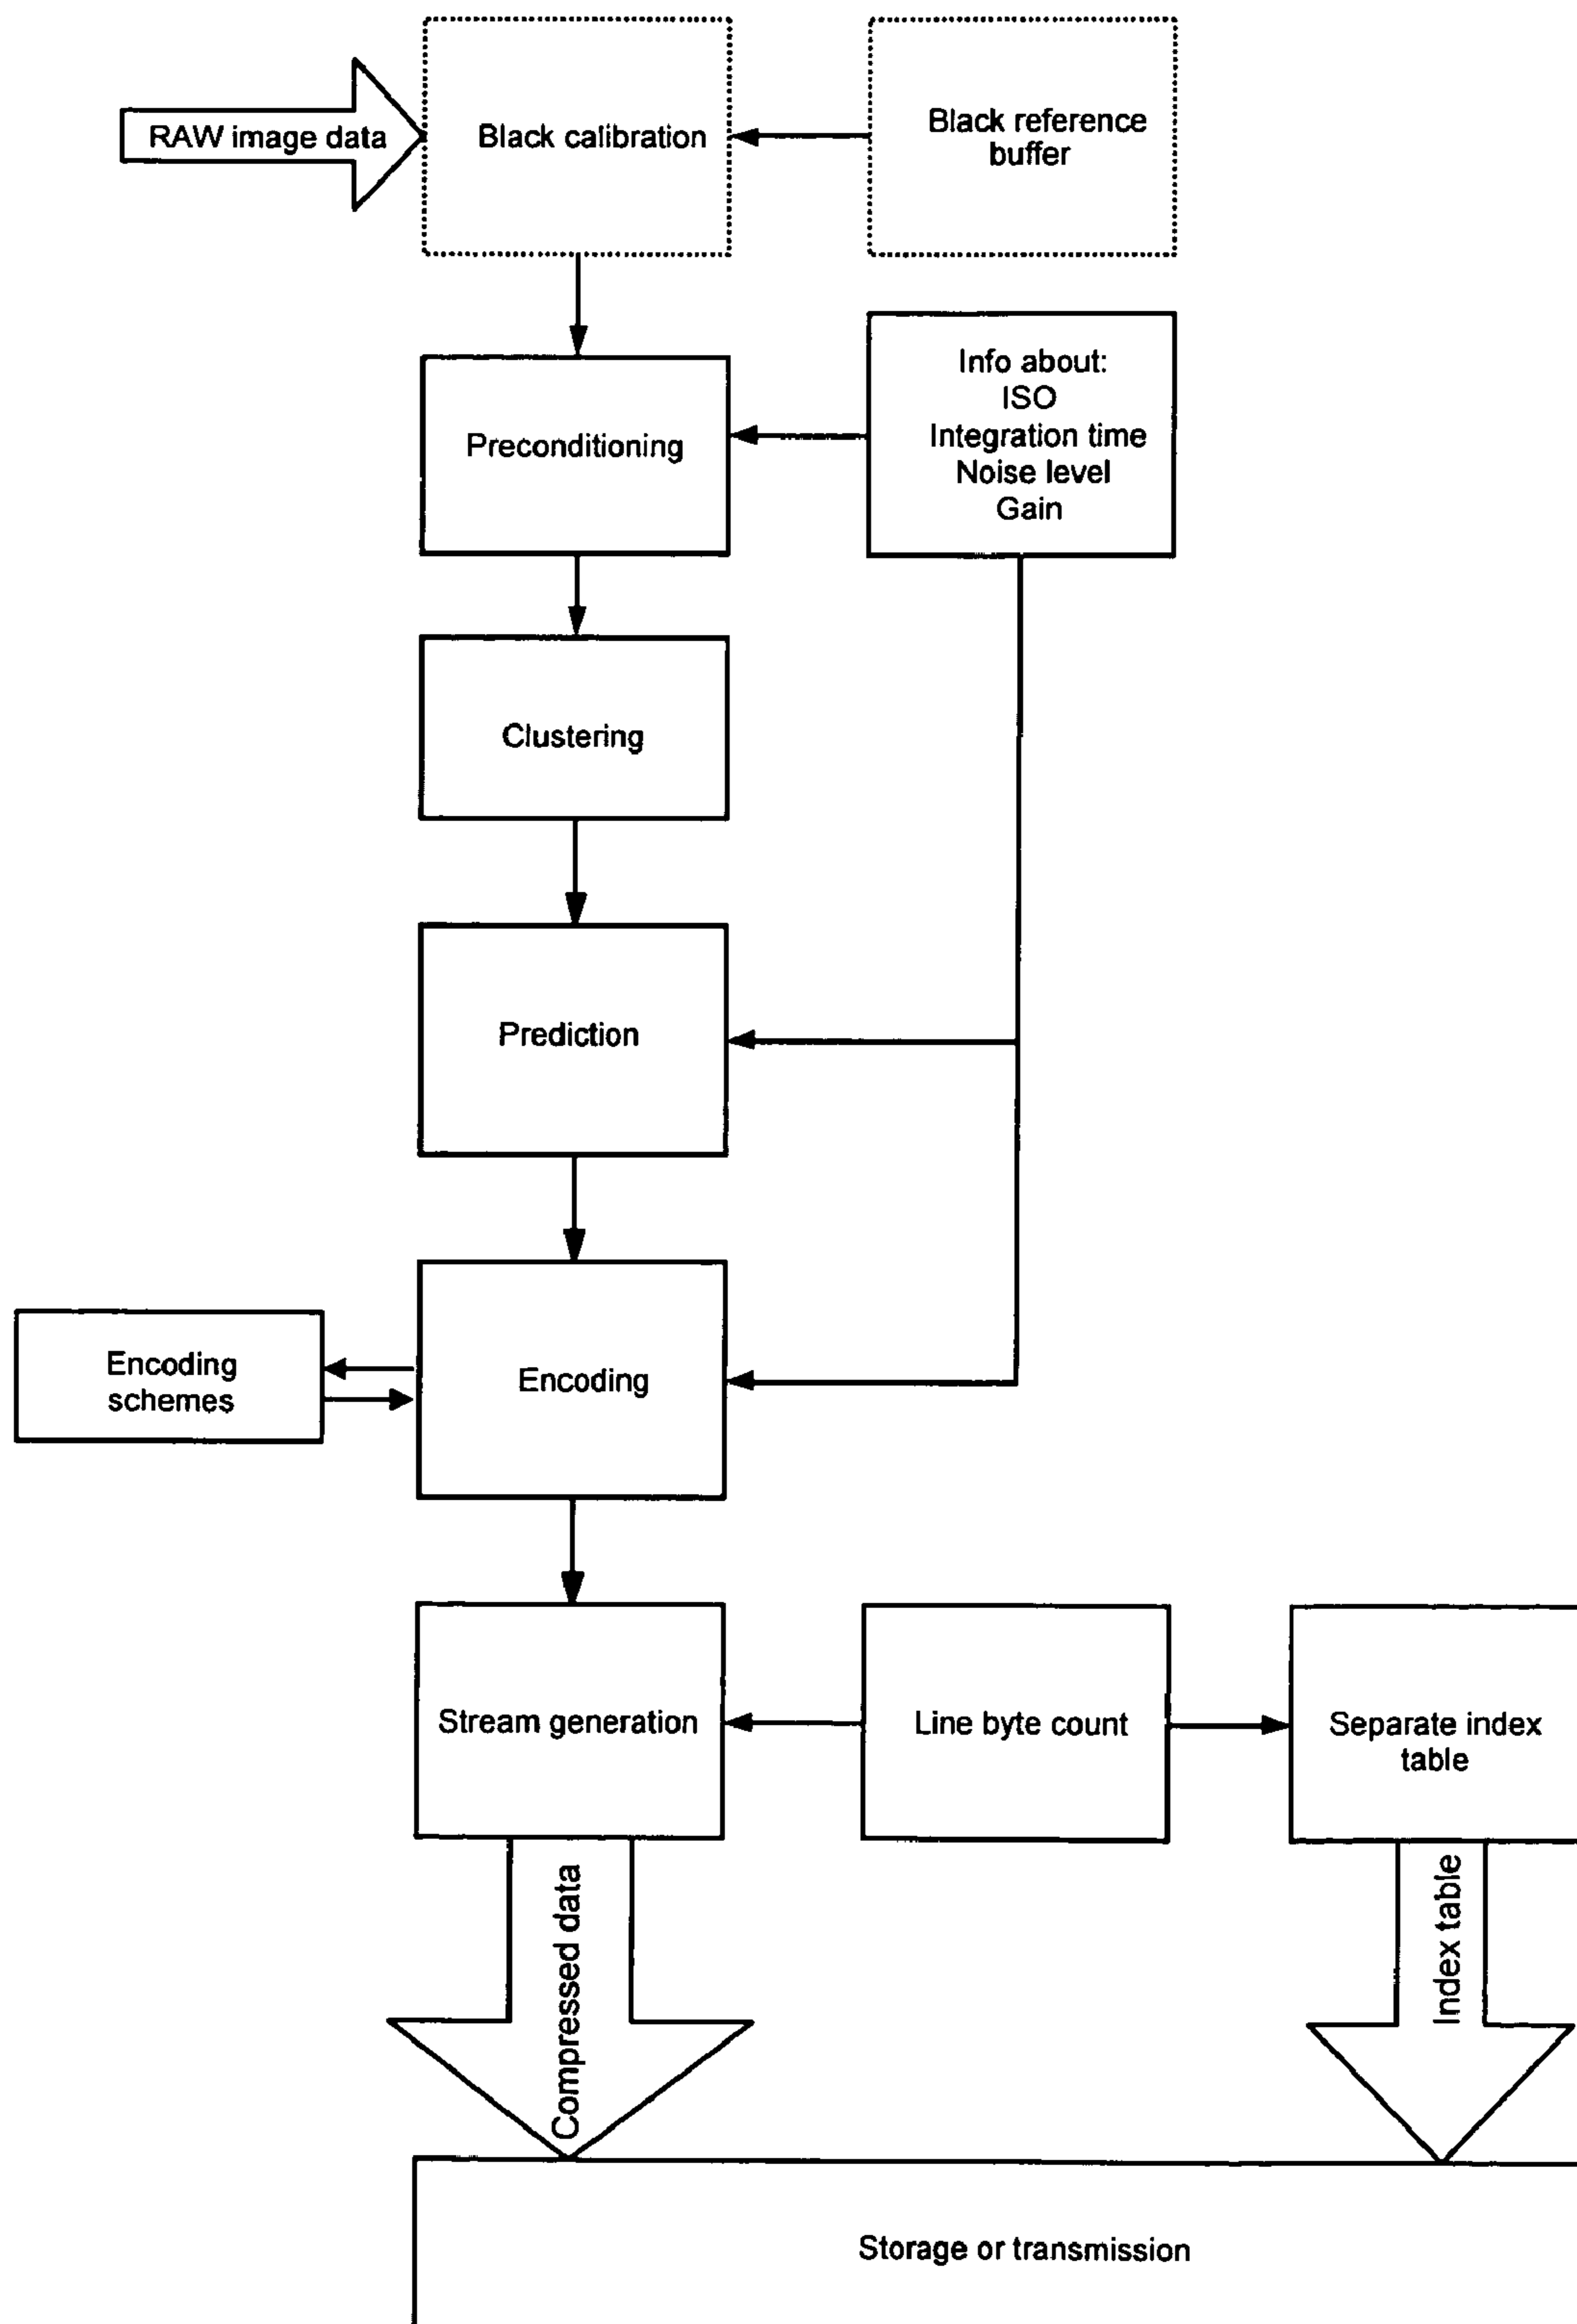 RAW image data
Black calibration
Black reference
buffer
Preconditioning
Info about:
ISO
Integration time
Noise level
Gain
Clustering
Prediction
Encoding
schemes
Encoding
Stream generation
Line byte count
Separate index
table
Compressed data
Index table
Storage or transmission